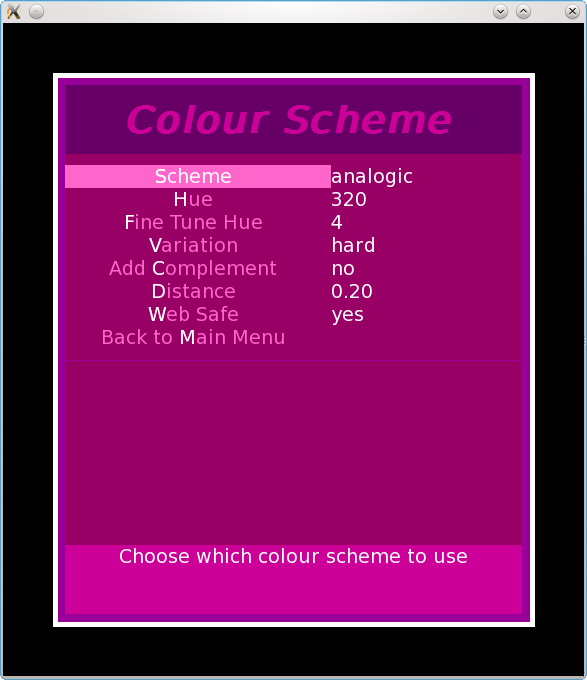 Colour Scheme
Scheme analogic
Hue 320
Fine Tune Hue 4
Variation hard
Add Complement no
Distance 0.20
Web Safe yes
Back to Main Menu
Choose which colour scheme to use